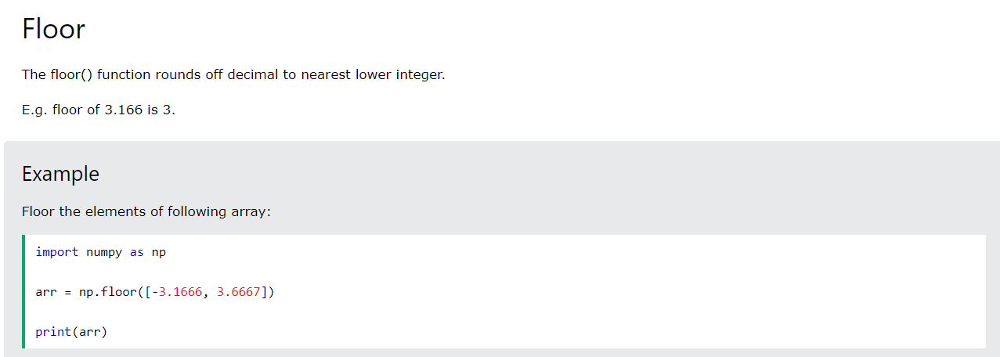 Floor
The floor() function rounds off decimal to nearest lower integer.
E.g. floor of 3.166 is 3.
Example
Floor the elements of following array:
import numpy as np
arr = np.floor([-3.1666, 3.6667])
print(arr)